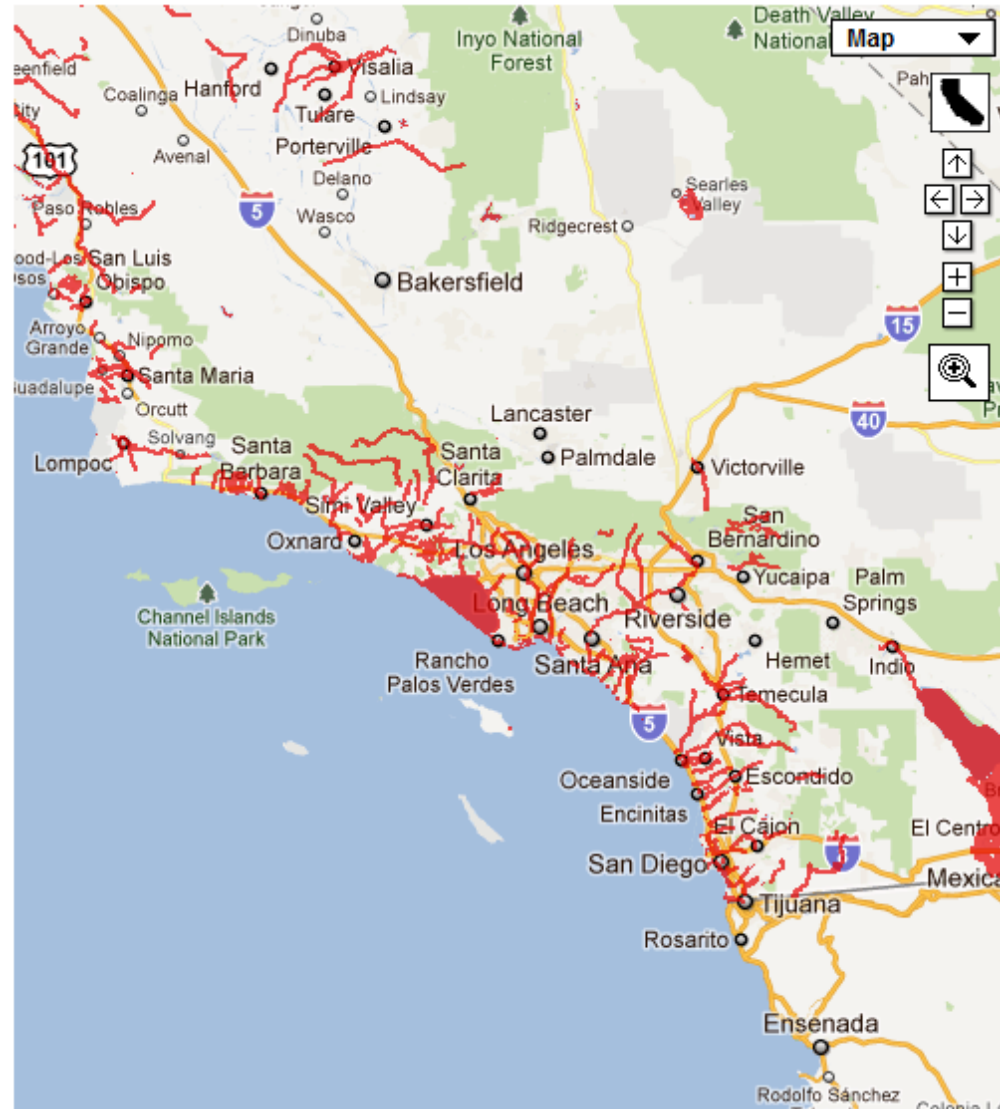 Dinuba
Inyo National
Forest
Death Valley
National
Map
Visalia
Hanford
Coalinga
Lindsay
Tulare
Porterville
Avenal
101
Delano
5
Wasco
Paso Robles
Searles
Valley
Ridgecrest
San Luis
Obispo
Bakersfield
15
Arroyo
Grande
Nipomo
Santa Maria
Orcutt
Lancaster
40
Solvang
Santa
Barbara
Lompoc
Santa
Clarita
Palmdale
Victorville
Simi Valley
San
Bernardino
Oxnard
Los Angeles
Yucaipa
Palm
Springs
Channel Islands
National Park
Long Beach
Riverside
Rancho
Palos Verdes
Santa Ana
Hemet
Indio
Temecula
5
Vista
Oceanside
Escondido
Encinitas
El Cajon
El Centro
San Diego
8
Mexica
Tijuana
Rosarito
Ensenada
Rodolfo Sánchez